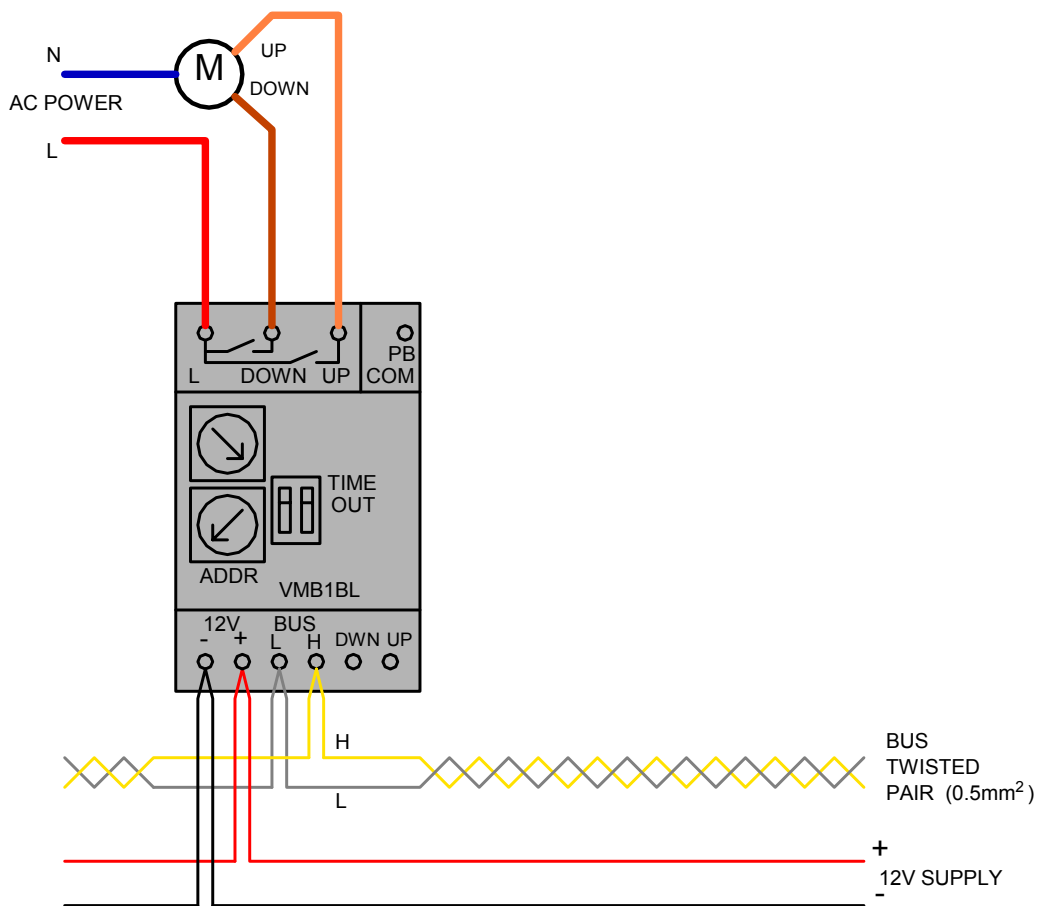 N
M
UP
DOWN
AC POWER
L
PB
L DOWN UP COM
TIME
OUT
ADDR
VMB1BL
12V BUS
- + L H DWN UP
H
L
BUS
TWISTED
PAIR (0.5mm²)
+
12V SUPPLY
-